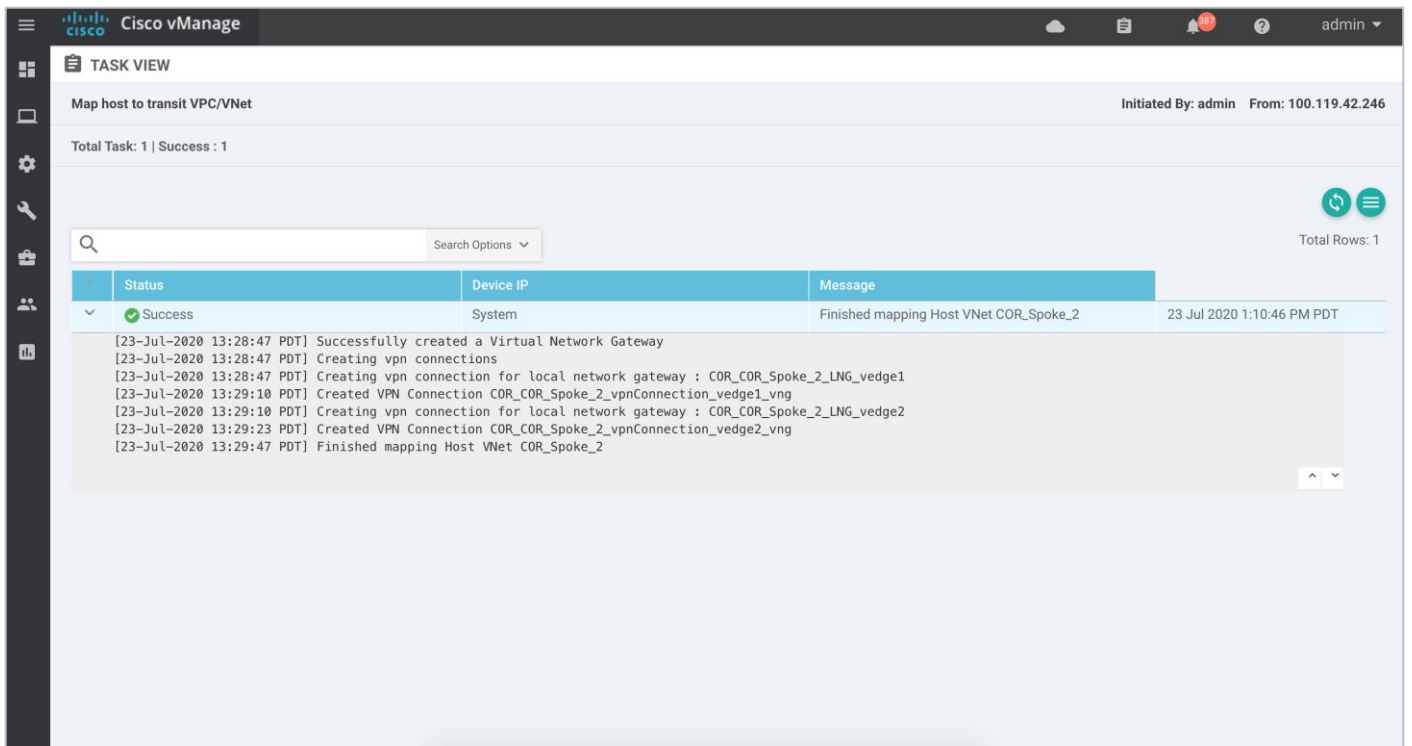 cisco Cisco vManage 387 admin
TASK VIEW
Map host to transit VPC/VNet Initiated By: admin From: 100.119.42.246
Total Task: 1 | Success : 1
Search Options Total Rows: 1
Status Device IP Message
Success System Finished mapping Host VNet COR_Spoke_2 23 Jul 2020 1:10:46 PM PDT
[23-Jul-2020 13:28:47 PDT] Successfully created a Virtual Network Gateway
[23-Jul-2020 13:28:47 PDT] Creating vpn connections
[23-Jul-2020 13:28:47 PDT] Creating vpn connection for local network gateway : COR_COR_Spoke_2_LNG_vedge1
[23-Jul-2020 13:29:10 PDT] Created VPN Connection COR_COR_Spoke_2_vpnConnection_vedge1_vng
[23-Jul-2020 13:29:10 PDT] Creating vpn connection for local network gateway : COR_COR_Spoke_2_LNG_vedge2
[23-Jul-2020 13:29:23 PDT] Created VPN Connection COR_COR_Spoke_2_vpnConnection_vedge2_vng
[23-Jul-2020 13:29:47 PDT] Finished mapping Host VNet COR_Spoke_2